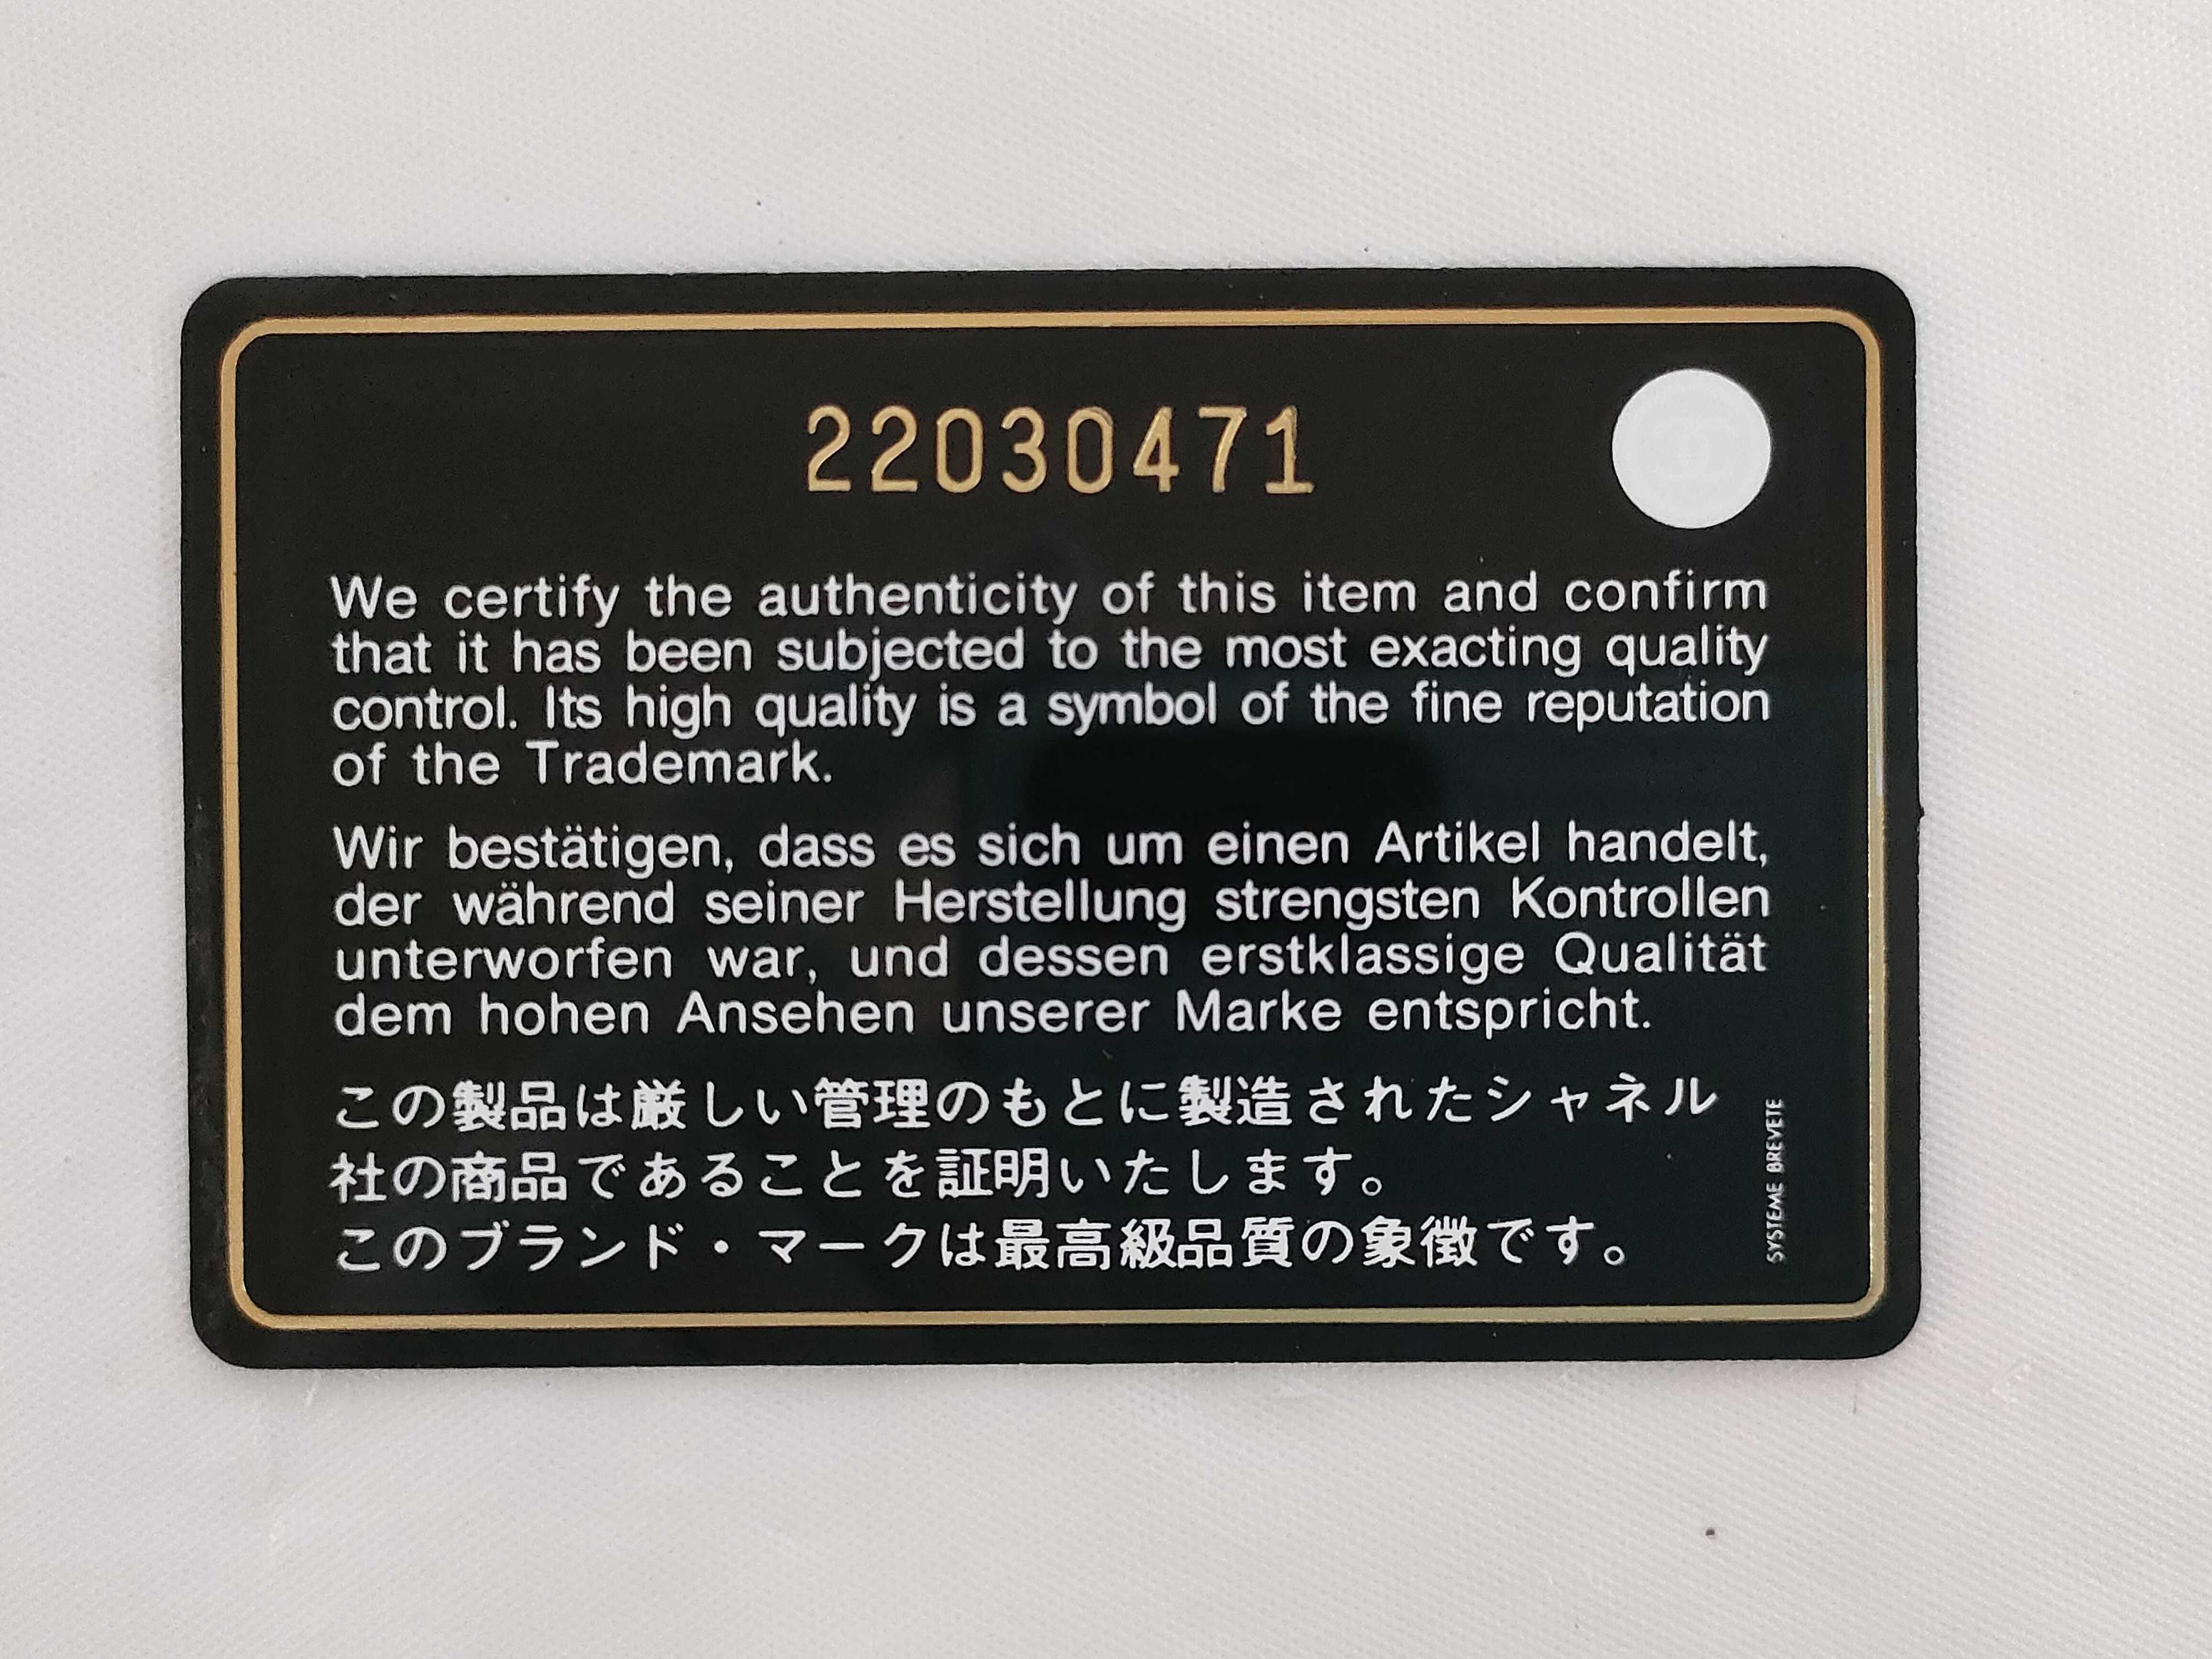 22030471
We certify the authenticity of this item and confirm
that it has been subjected to the most exacting quality
control. Its high quality is a symbol of the fine reputation
of the Trademark.
Wir bestätigen, dass es sich um einen Artikel handelt,
der während seiner Herstellung strengsten Kontrollen
unterworfen war, und dessen erstklassige Qualität
dem hohen Ansehen unserer Marke entspricht.
この製品は厳しい管理のもとに製造されたシャネル
社の商品であることを証明いたします。
このブランド・マークは最高級品質の象徴です。
SYSTEME BREVETE